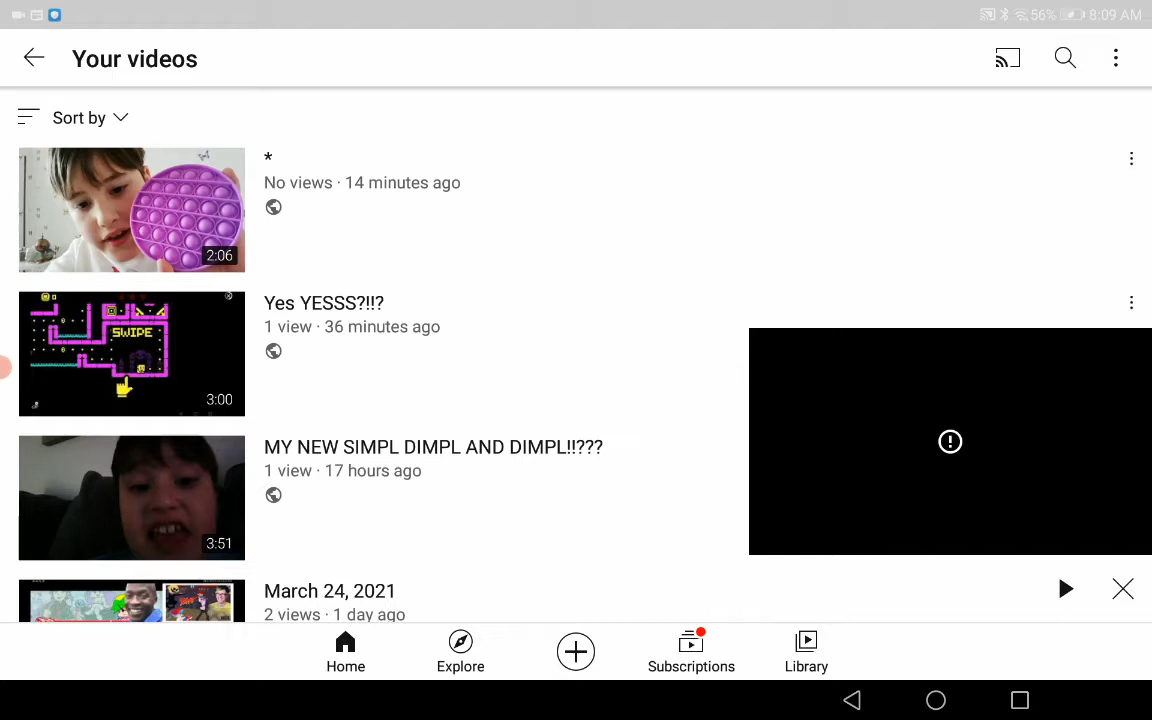 56% 8:09 AM
Your videos
Sort by
*
No views · 14 minutes ago
2:06
Yes YESSS?!!?
1 view · 36 minutes ago
SWIPE
3:00
MY NEW SIMPL DIMPL AND DIMPL!!???
1 view · 17 hours ago
3:51
March 24, 2021
2 views · 1 day ago
Home
Explore
Subscriptions
Library